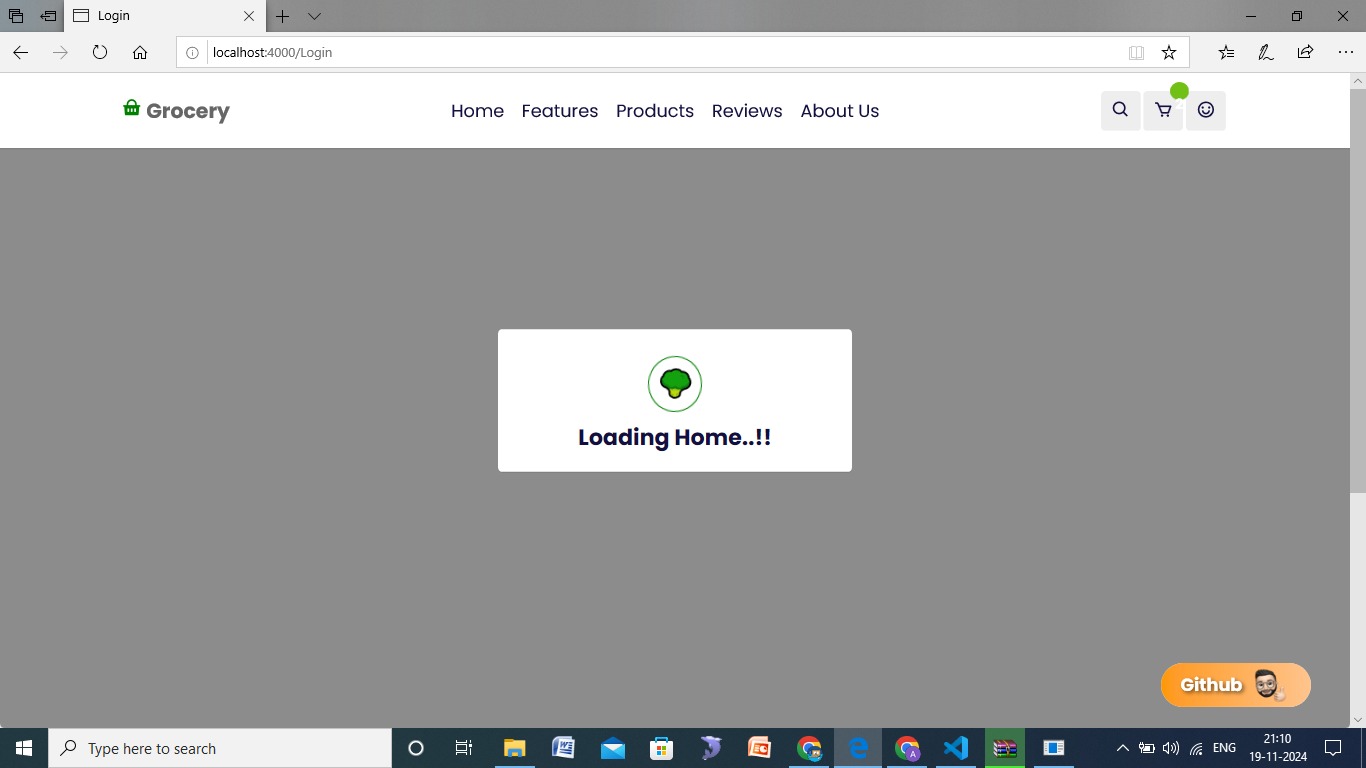 Login
localhost:4000/Login
Grocery
Home Features Products Reviews About Us
Loading Home..!!
Github
Type here to search
ENG
21:10
19-11-2024